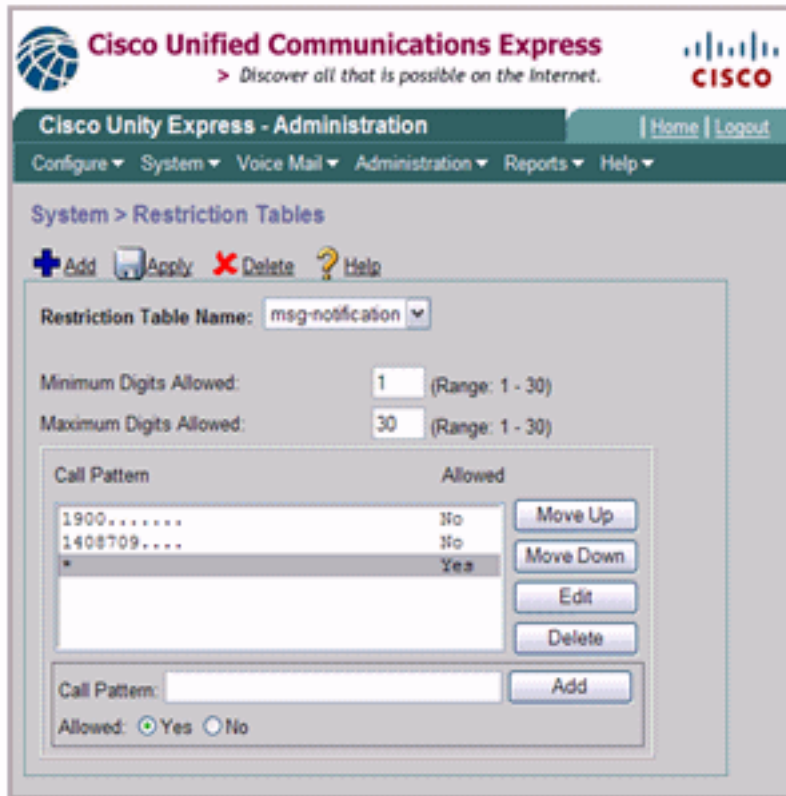 Cisco Unified Communications Express
> Discover all that is possible on the Internet.
CISCO
Cisco Unity Express - Administration | Home | Logout
Configure System Voice Mail Administration Reports Help
System > Restriction Tables
Add Apply Delete Help
Restriction Table Name: msg-notification
Minimum Digits Allowed: 1 (Range: 1 - 30)
Maximum Digits Allowed: 30 (Range: 1 - 30)
Call Pattern Allowed
1900....... No
1408709.... No
* Yes
Move Up
Move Down
Edit
Delete
Call Pattern: Add
Allowed: Yes No